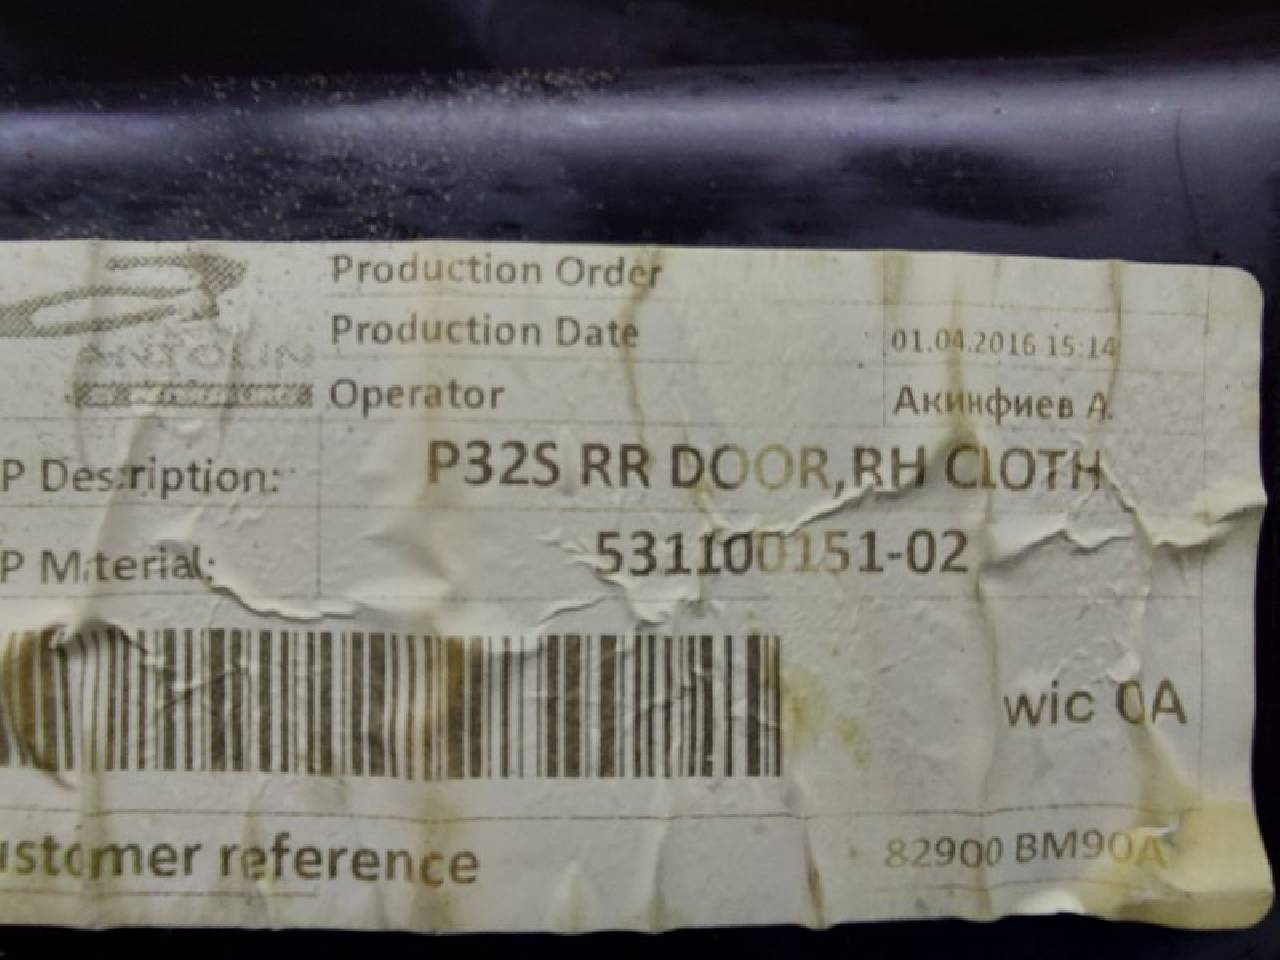 Production Order
Production Date 01.04.2016 15:14
Operator Акинфиев А.
P Description: P32S RR DOOR,RH CLOTH
P Mterial: 531100151-02
wic 0A
ustomer reference 82900 BM90A